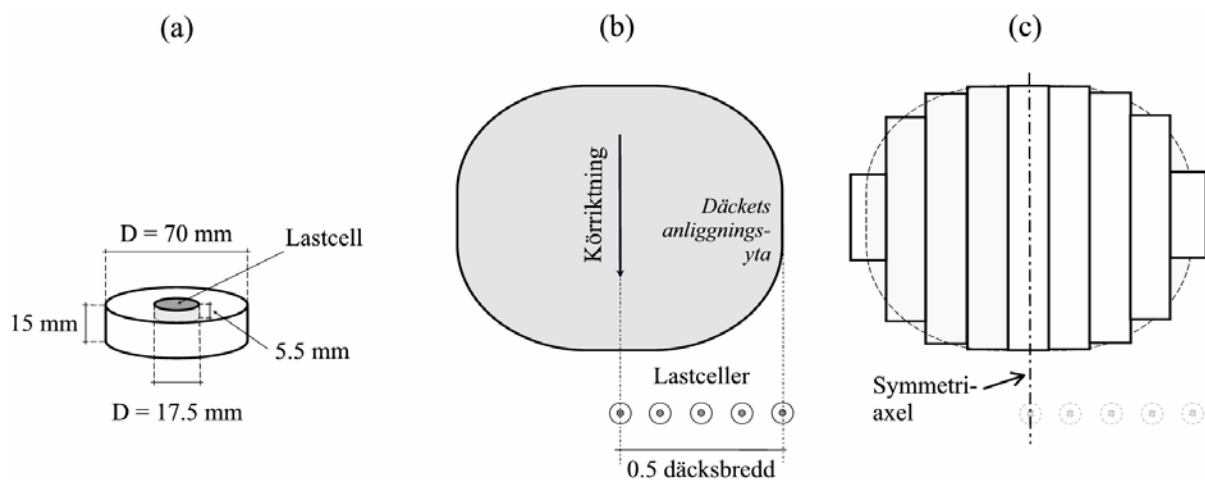 (a)
D = 70 mm
Lastcell
15 mm
5.5 mm
D = 17.5 mm
(b)
Körriktning
Däckets
anliggnings-
yta
Lastceller
0.5 däcksbredd
(c)
Symmetri-
axel